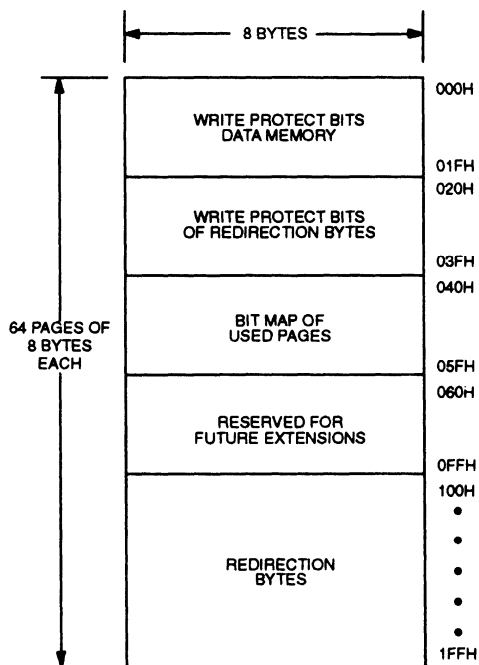 8 BYTES
000H
WRITE PROTECT BITS
DATA MEMORY
01FH
020H
WRITE PROTECT BITS
OF REDIRECTION BYTES
03FH
040H
64 PAGES OF
8 BYTES
EACH
BIT MAP OF
USED PAGES
05FH
060H
RESERVED FOR
FUTURE EXTENSIONS
0FFH
100H
REDIRECTION
BYTES
1FFH